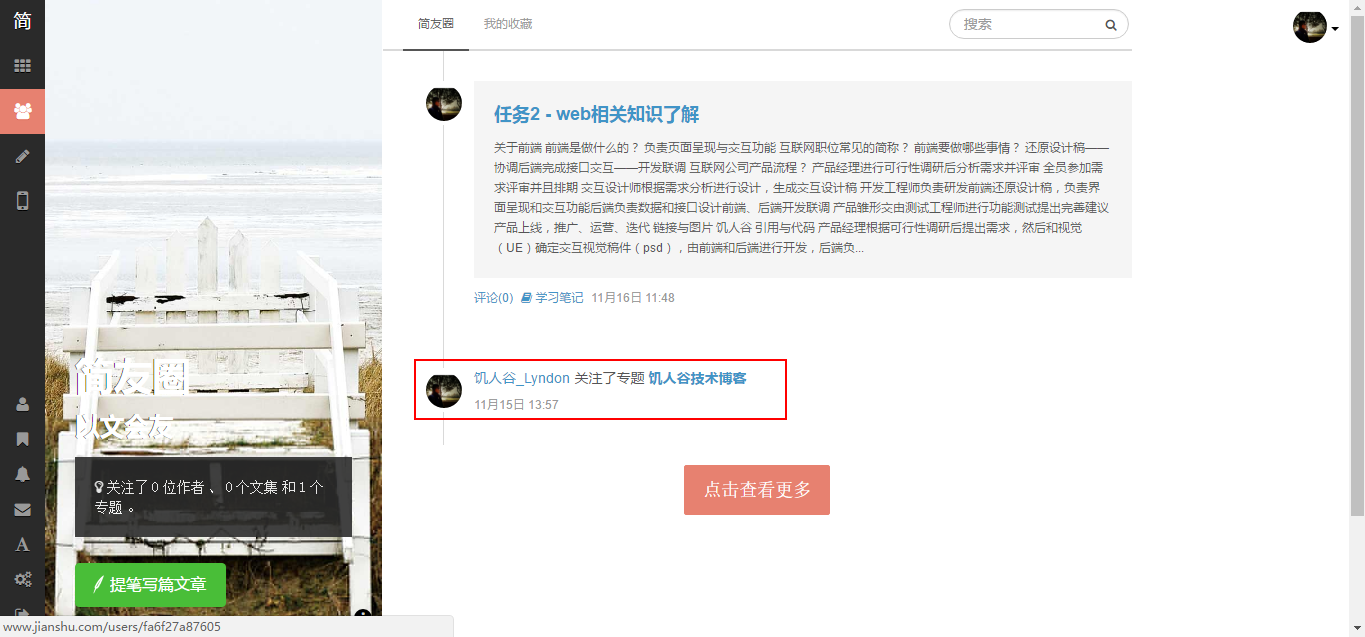 简
简友圈
我的收藏
搜索
任务2 - web相关知识了解
关于前端 前端是做什么的？ 负责页面呈现与交互功能 互联网职位常见的简称？ 前端要做哪些事情？ 还原设计稿——
协调后端完成接口交互——开发联调 互联网公司产品流程？ 产品经理进行可行性调研后分析需求并评审 全员参加需
求评审并且排期 交互设计师根据需求分析进行设计，生成交互设计稿 开发工程师负责研发前端还原设计稿，负责界
面呈现和交互功能后端负责数据和接口设计前端、后端开发联调 产品雏形交由测试工程师进行功能测试提出完善建议
产品上线，推广、运营、迭代 链接与图片 饥人谷 引用与代码 产品经理根据可行性调研后提出需求，然后和视觉
（UE）确定交互视觉稿件（psd），由前端和后端进行开发，后端负...
评论(0) 学习笔记 11月16日 11:48
饥人谷_Lyndon 关注了专题 饥人谷技术博客
11月15日 13:57
点击查看更多
简友圈
以文会友
关注了 0 位作者 、 0 个文集 和 1 个
专题 。
提笔写篇文章
www.jianshu.com/users/fa6f27a87605